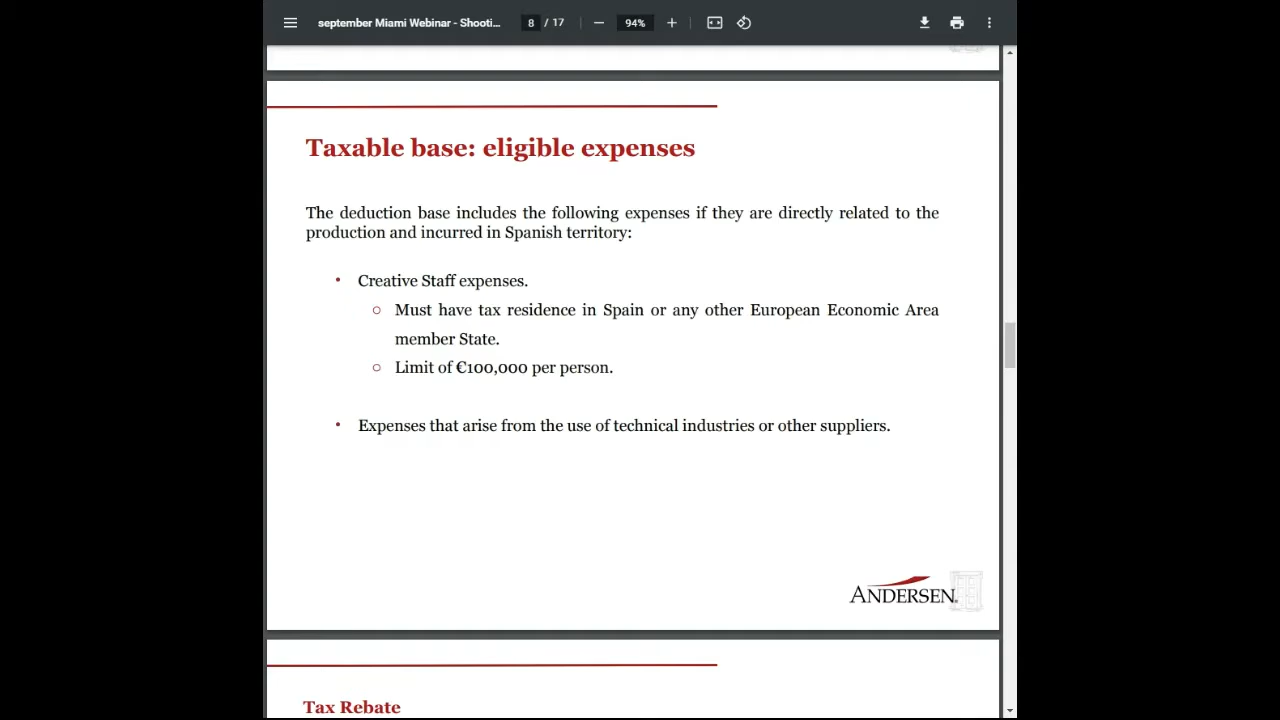 september Miami Webinar - Shooti...
8 / 17
94%
Taxable base: eligible expenses
The deduction base includes the following expenses if they are directly related to the
production and incurred in Spanish territory:
Creative Staff expenses.
Must have tax residence in Spain or any other European Economic Area
member State.
Limit of €100,000 per person.
Expenses that arise from the use of technical industries or other suppliers.
ANDERSEN®
Tax Rebate